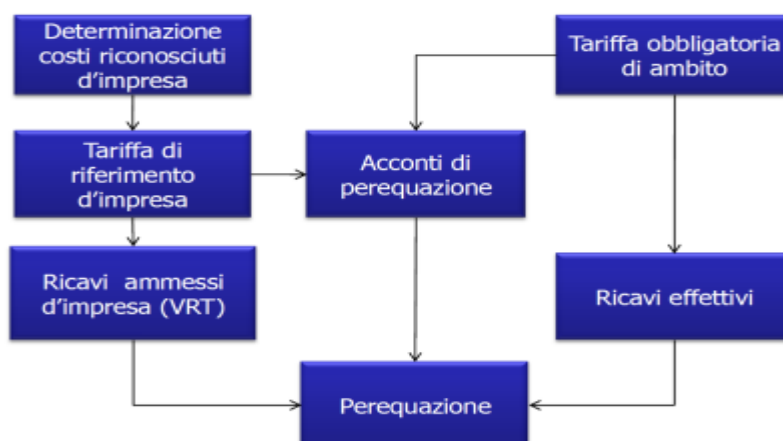 Determinazione
costi riconosciuti
d'impresa
Tariffa obbligatoria
di ambito
Tariffa di
riferimento
d'impresa
Acconti di
perequazione
Ricavi ammessi
d'impresa (VRT)
Ricavi effettivi
Perequazione